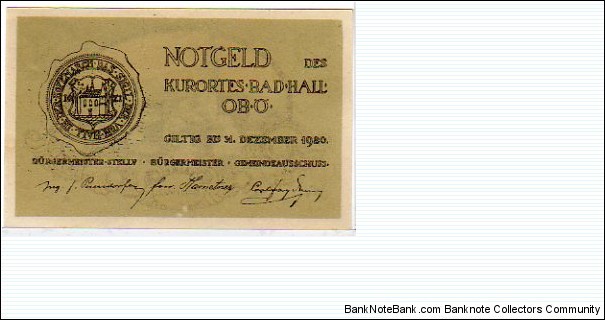 NOTGELD DES
KURORTES·BAD·HALL
OB·Ö·
GILTIG BIS 31. DEZEMBER 1920.
BÜRGERMEISTER-STELLV· BÜRGERMEISTER· GEMEINDEAUSSCHUSS·
BankNoteBank.com - Banknote Collectors Community